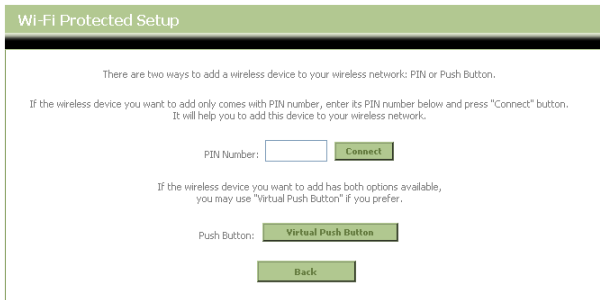 Wi-Fi Protected Setup
There are two ways to add a wireless device to your wireless network: PIN or Push Button.
If the wireless device you want to add only comes with PIN number, enter its PIN number below and press "Connect" button.
It will help you to add this device to your wireless network.
PIN Number: Connect
If the wireless device you want to add has both options available,
you may use "Virtual Push Button" if you prefer.
Push Button: Virtual Push Button
Back